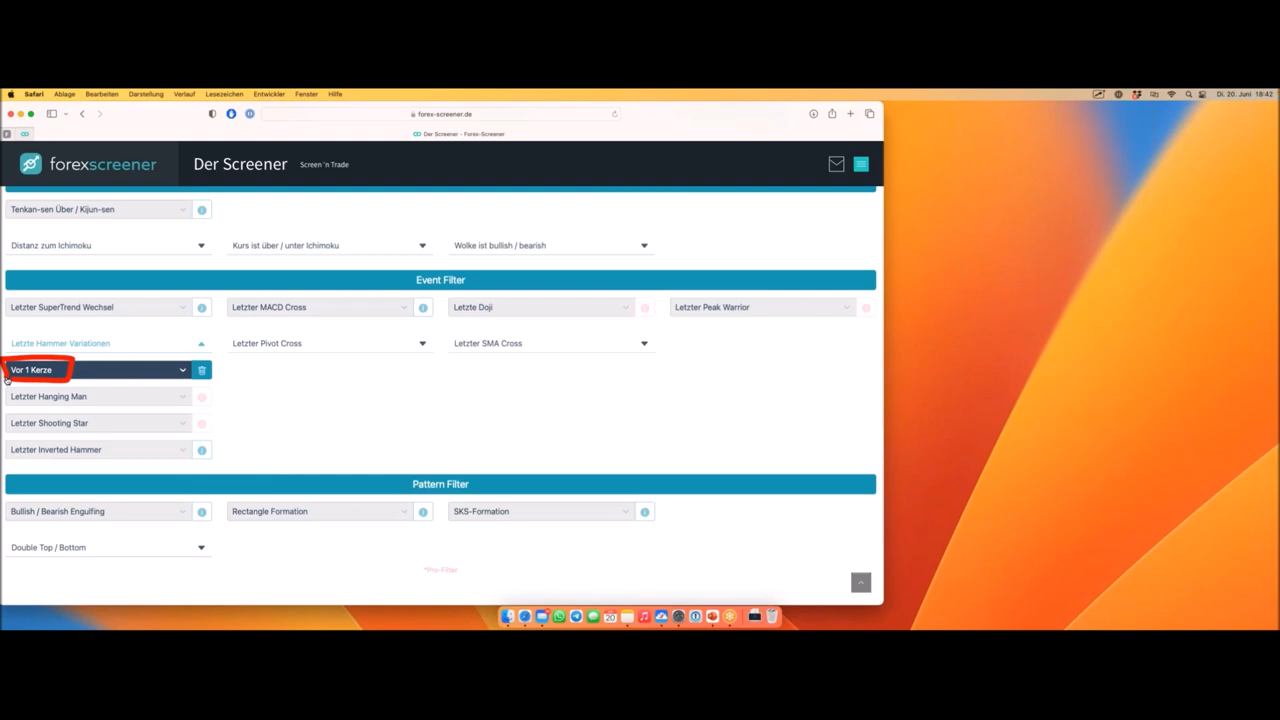 Safari Ablage Bearbeiten Darstellung Verlauf Lesezeichen Entwickler Fenster Hilfe Di. 20. Juni 18:42
forex-screener.de
Der Screener - Forex-Screener
forexscreener Der Screener Screen 'n Trade
Tenkan-sen Über / Kijun-sen
Distanz zum Ichimoku Kurs ist über / unter Ichimoku Wolke ist bullish / bearish
Event Filter
Letzter SuperTrend Wechsel Letzter MACD Cross Letzte Doji Letzter Peak Warrior
Letzte Hammer Variationen Letzter Pivot Cross Letzter SMA Cross
Vor 1 Kerze
Letzter Hanging Man
Letzter Shooting Star
Letzter Inverted Hammer
Pattern Filter
Bullish / Bearish Engulfing Rectangle Formation SKS-Formation
Double Top / Bottom
*Pro-Filter
20